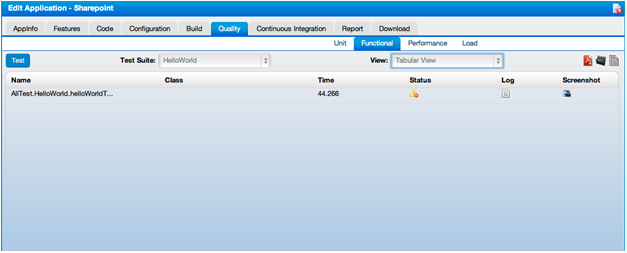 Edit Application - Sharepoint
AppInfo Features Code Configuration Build Quality Continuous Integration Report Download
Unit Functional Performance Load
Test Test Suite: HelloWorld View: Tabular View
Name Class Time Status Log Screenshot
AllTest.HelloWorld.helloWorldT... 44.266